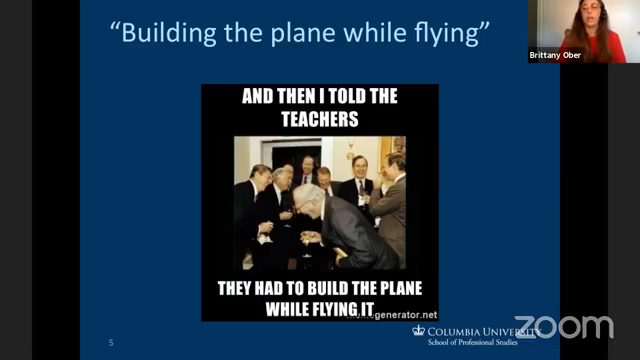 “Building the plane while flying”
Brittany Ober
AND THEN I TOLD THE
TEACHERS
THEY HAD TO BUILD THE PLANE
WHILE FLYING IT
generator.net
COLUMBIA UNIVERSITY
School of Professional Studies
zoom
5